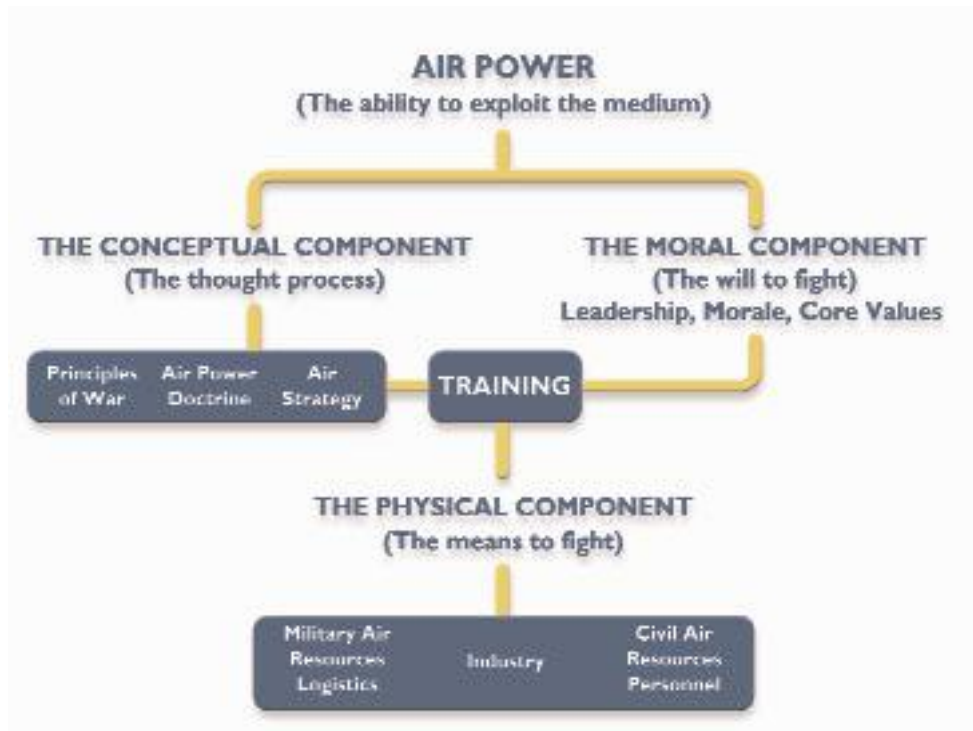 AIR POWER
(The ability to exploit the medium)
THE CONCEPTUAL COMPONENT
(The thought process)
THE MORAL COMPONENT
(The will to fight)
Leadership, Morale, Core Values
Principles
of War
Air Power
Doctrine
Air
Strategy
TRAINING
THE PHYSICAL COMPONENT
(The means to fight)
Military Air
Resources
Logistics
Industry
Civil Air
Resources
Personnel